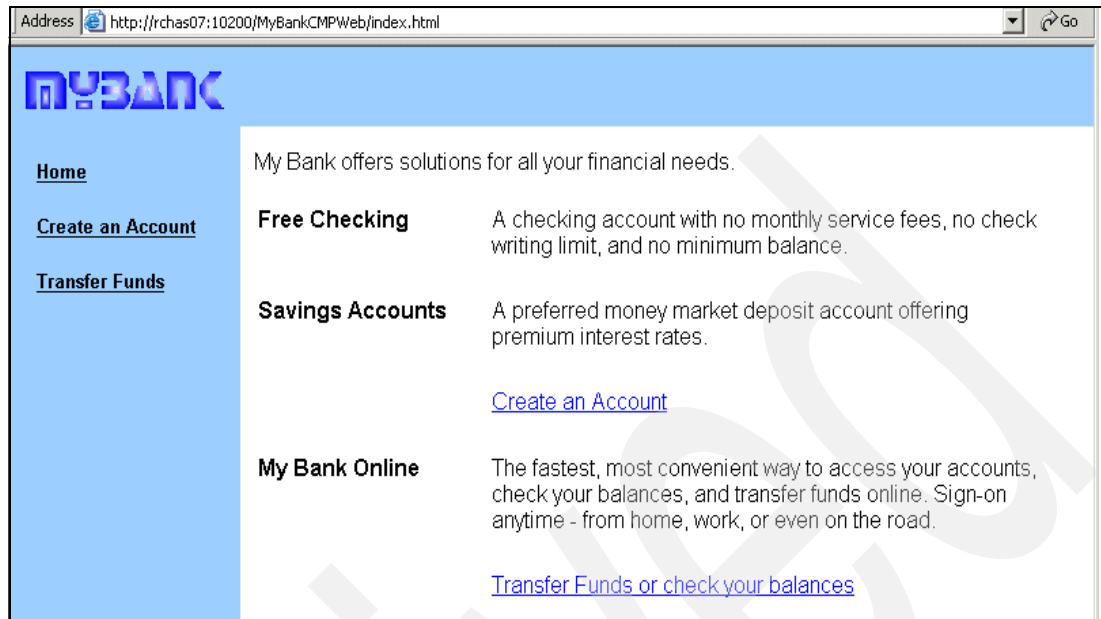 Address http://rchas07:10200/MyBankCMPWeb/index.html Go
MYBANK
Home
Create an Account
Transfer Funds
My Bank offers solutions for all your financial needs.
Free Checking
A checking account with no monthly service fees, no check
writing limit, and no minimum balance.
Savings Accounts
A preferred money market deposit account offering
premium interest rates.
Create an Account
My Bank Online
The fastest, most convenient way to access your accounts,
check your balances, and transfer funds online. Sign-on
anytime - from home, work, or even on the road.
Transfer Funds or check your balances